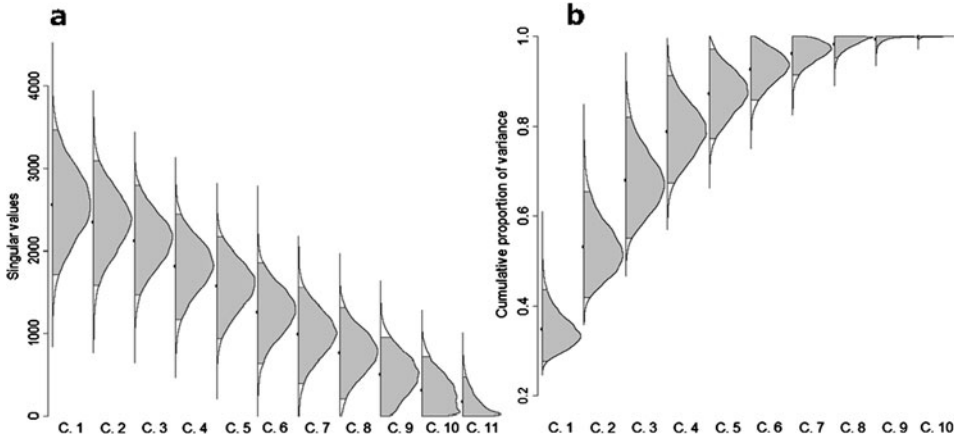 a
Singular values
4000
3000
2000
1000
0
C. 1 C. 2 C. 3 C. 4 C. 5 C. 6 C. 7 C. 8 C. 9 C. 10 C. 11
b
Cumulative proportion of variance
1.0
0.8
0.6
0.4
0.2
C. 1 C. 2 C. 3 C. 4 C. 5 C. 6 C. 7 C. 8 C. 9 C. 10